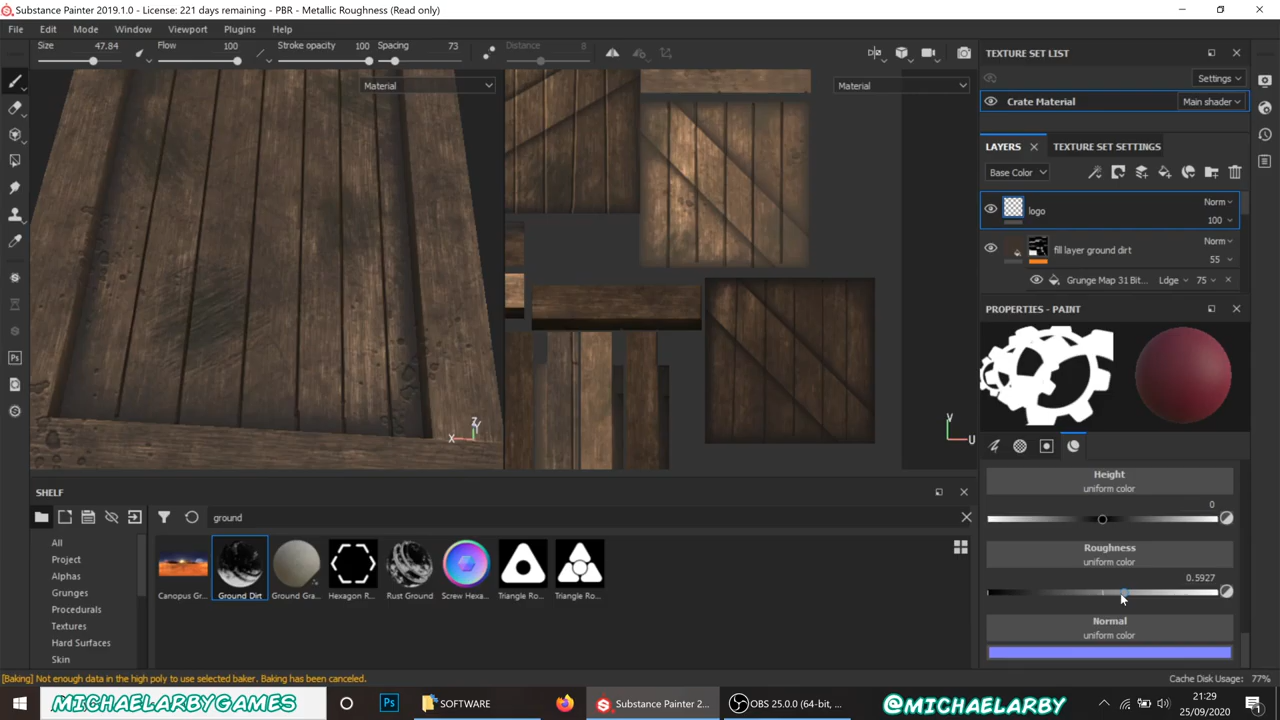 Substance Painter 2019.1.0 - License: 221 days remaining - PBR - Metallic Roughness (Read only)
File Edit Mode Window Viewport Plugins Help
Size 47.84 Flow 100 Stroke opacity 100 Spacing 73 Distance 8
Material
Material
Z
Y
X
V
U
TEXTURE SET LIST
Settings
Crate Material Main shader
LAYERS TEXTURE SET SETTINGS
Base Color
logo Norm 100
fill layer ground dirt Norm 55
Grunge Map 31 Bit... Ldge 75
PROPERTIES - PAINT
Height
uniform color
0
Roughness
uniform color
0.5927
Normal
uniform color
SHELF
ground
All
Project
Alphas
Grunges
Procedurals
Textures
Hard Surfaces
Skin
Canopus Gr... Ground Dirt Ground Gra... Hexagon R... Rust Ground Screw Hexa... Triangle Ro... Triangle Ro...
[Baking] Not enough data in the high poly to use selected baker. Baking has been canceled.
Cache Disk Usage: 77%
MICHAELARBYGAMES
Ps
SOFTWARE
Substance Painter 2...
OBS 25.0.0 (64-bit, ...
@MICHAELARBY
21:29
25/09/2020